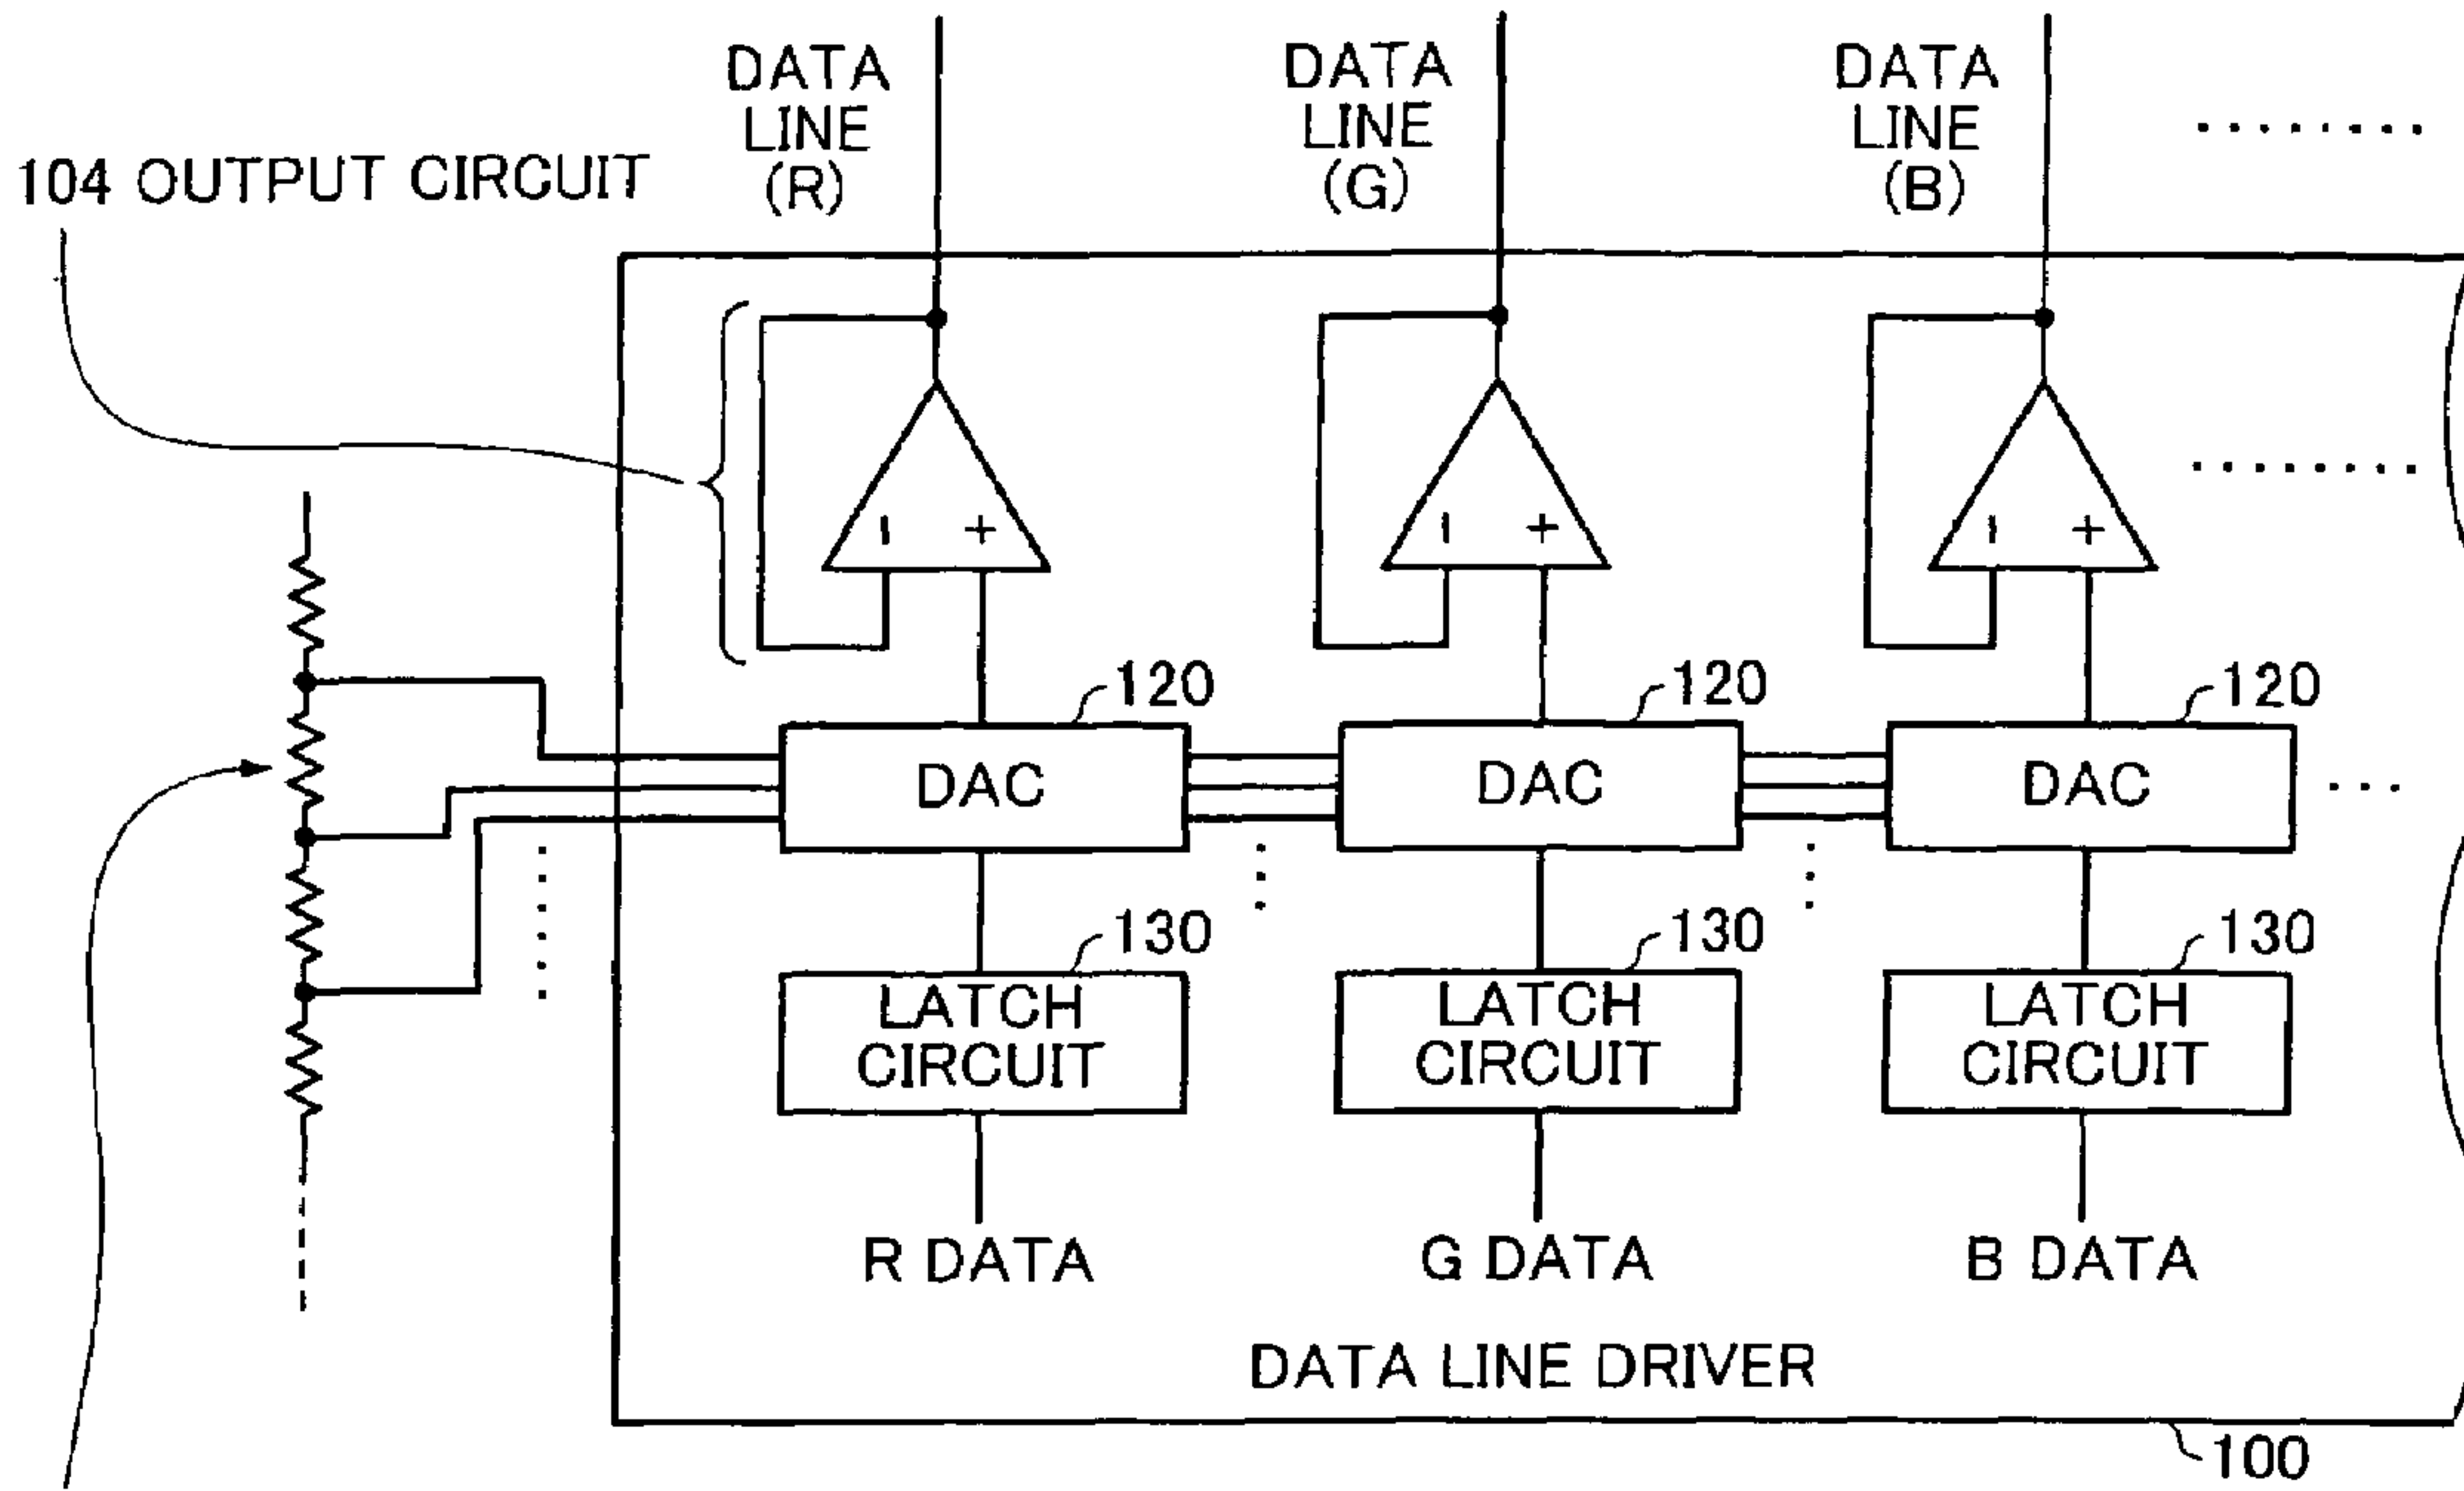 DATA
LINE
(R)
DATA
LINE
(G)
DATA
LINE
(B)
104 OUTPUT CIRCUIT
− +
− +
− +
120
120
120
DAC
DAC
DAC
130
130
130
LATCH
CIRCUIT
LATCH
CIRCUIT
LATCH
CIRCUIT
R DATA
G DATA
B DATA
DATA LINE DRIVER
100